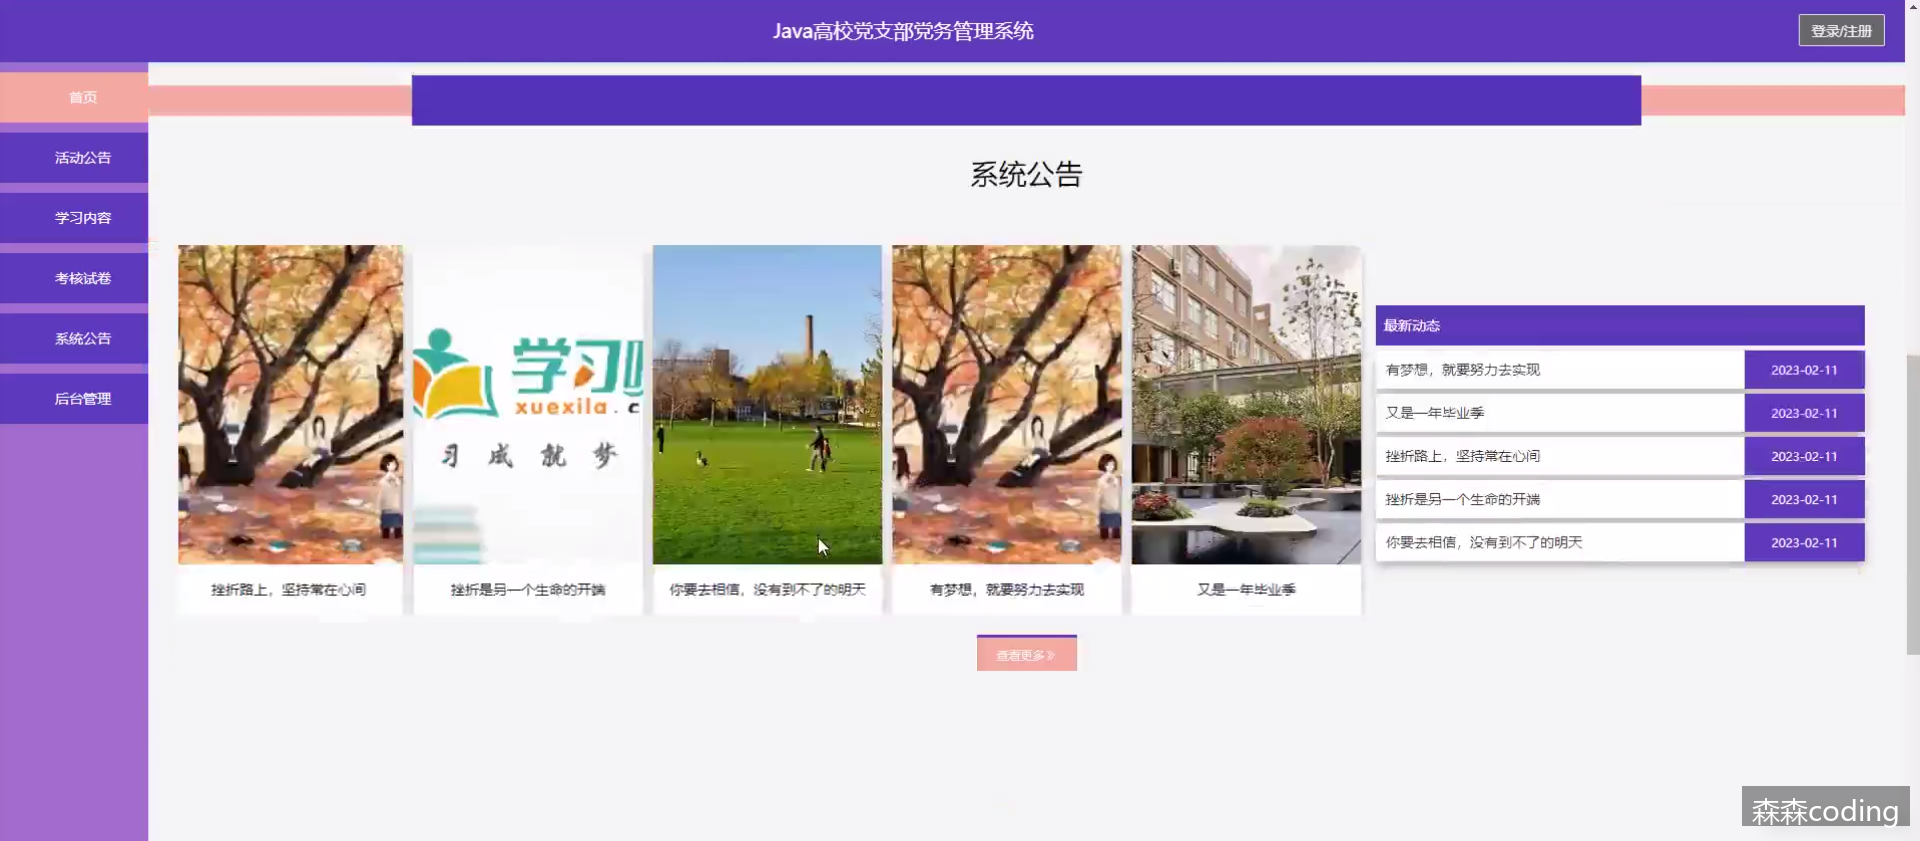 Java高校党支部党务管理系统
登录/注册
首页
活动公告
学习内容
考核试卷
系统公告
后台管理
系统公告
学习
xuexila.c
习成就梦
挫折路上，坚持常在心间
挫折是另一个生命的开端
你要去相信，没有到不了的明天
有梦想，就要努力去实现
又是一年毕业季
最新动态
有梦想，就要努力去实现 2023-02-11
又是一年毕业季 2023-02-11
挫折路上，坚持常在心间 2023-02-11
挫折是另一个生命的开端 2023-02-11
你要去相信，没有到不了的明天 2023-02-11
查看更多》
森森coding